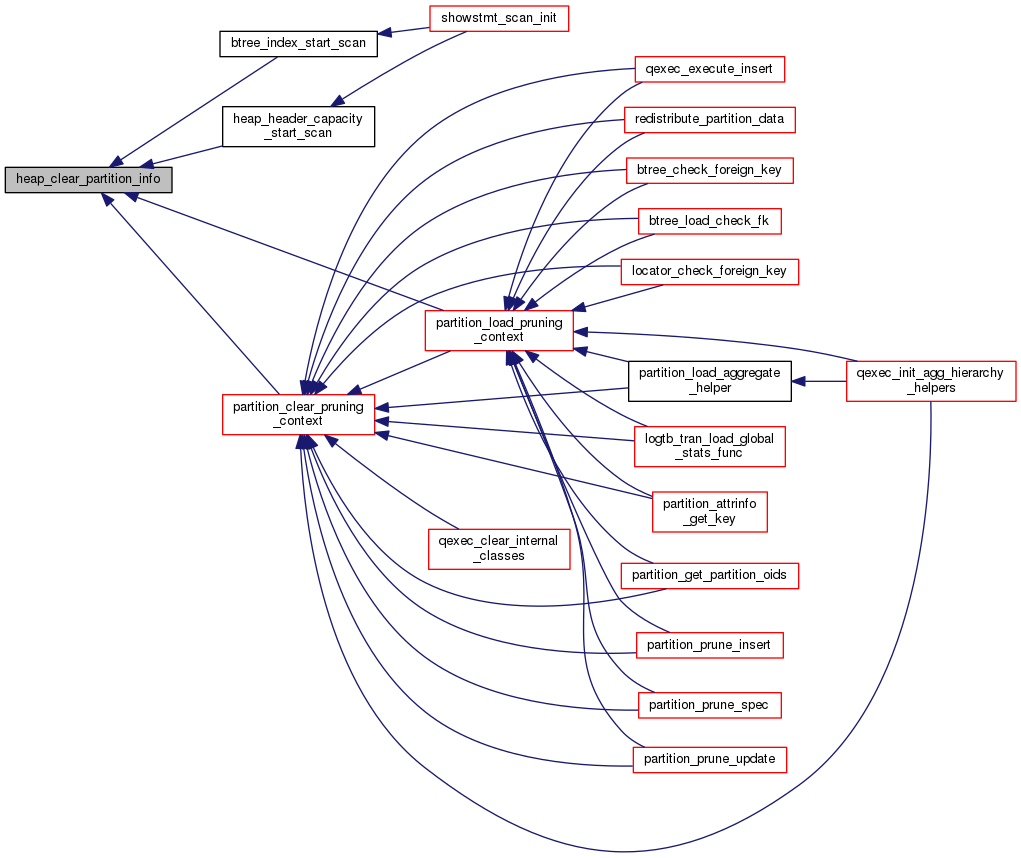 showstmt_scan_init
btree_index_start_scan
qexec_execute_insert
heap_header_capacity
_start_scan
redistribute_partition_data
btree_check_foreign_key
heap_clear_partition_info
btree_load_check_fk
locator_check_foreign_key
partition_load_pruning
_context
partition_load_aggregate
_helper
qexec_init_agg_hierarchy
_helpers
partition_clear_pruning
_context
logtb_tran_load_global
_stats_func
partition_attrinfo
_get_key
qexec_clear_internal
_classes
partition_get_partition_oids
partition_prune_insert
partition_prune_spec
partition_prune_update